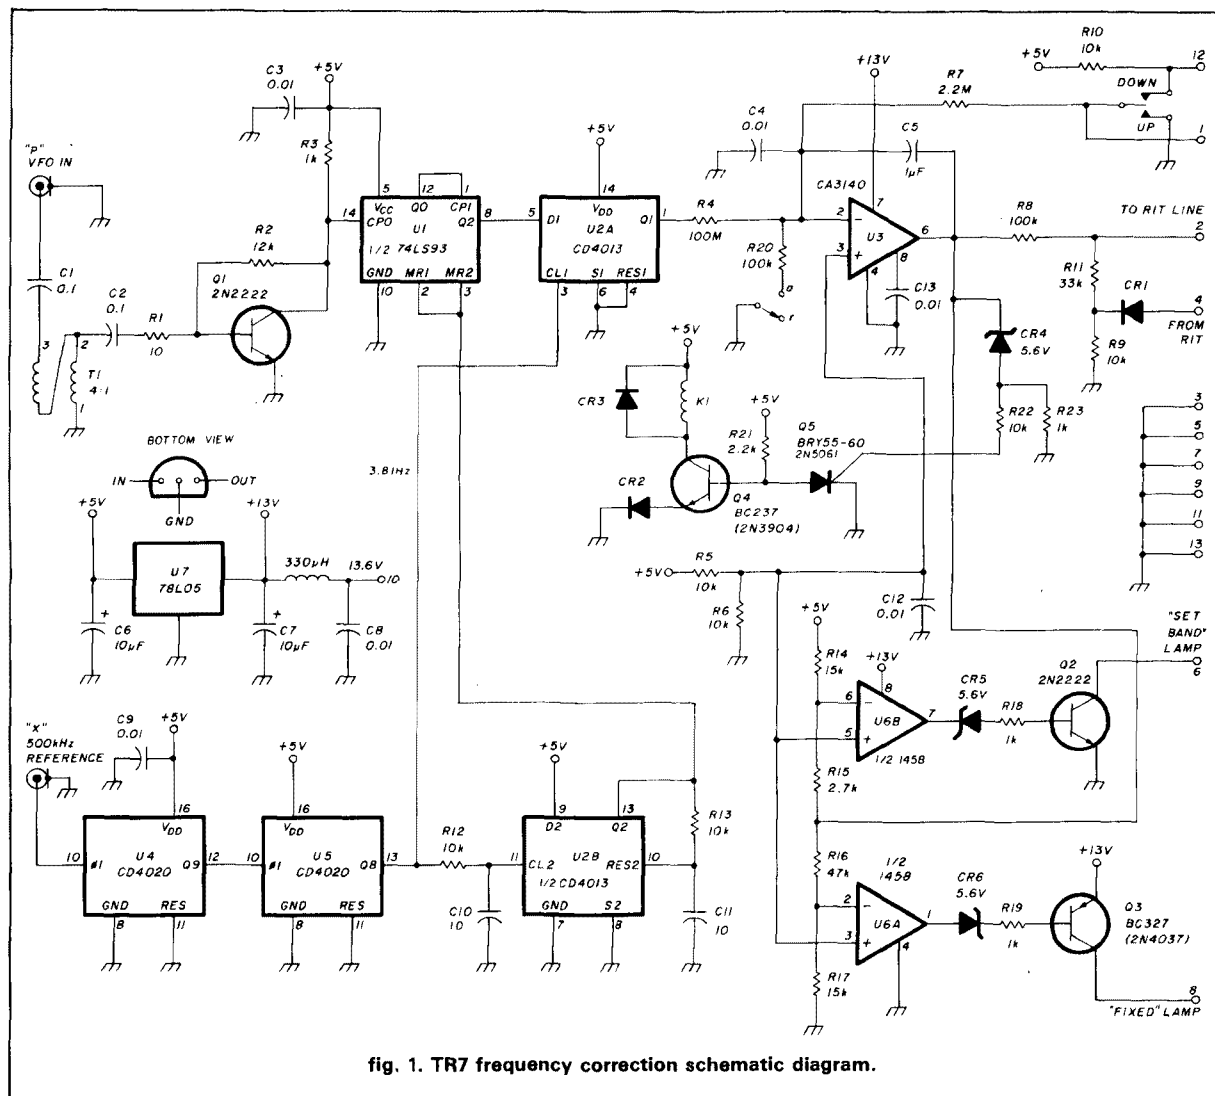 "P"
VFO IN
C1
0.1
3
2
T1
4:1
1
C2
0.1
R1
10
R2
12k
Q1
2N2222
C3
0.01
+5V
R3
1k
5
12
1
VCC
Q0
CP1
14
CP0
Q2
8
U1
1/2 74LS93
GND
MR1
MR2
10
2
3
+5V
14
VDD
5
D1
Q1
1
U2A
CD4013
CL1
S1
RES1
3
6
4
R4
100M
C4
0.01
R20
100k
o
r
+13V
R7
2.2M
C5
1μF
CA3140
7
2
−
U3
6
3
+
4
8
C13
0.01
+5V
R10
10k
12
DOWN
UP
1
R8
100k
TO RIT LINE
2
R11
33k
CR1
4
FROM
RIT
R9
10k
CR4
5.6V
R22
10k
R23
1k
3
5
7
9
11
13
+5V
CR3
K1
+5V
R21
2.2k
Q5
BRY55-60
2N5061
CR2
Q4
BC237
(2N3904)
3.81Hz
BOTTOM VIEW
IN
OUT
GND
+5V
+13V
U7
78L05
330μH
13.6V
10
+
C6
10μF
+
C7
10μF
C8
0.01
+5V
R5
10k
R6
10k
C12
0.01
+5V
R14
15k
+13V
8
6
−
U6B
7
5
+
1/2 1458
CR5
5.6V
R18
1k
Q2
2N2222
"SET
BAND"
LAMP
6
R15
2.7k
R16
47k
1/2
1458
2
−
U6A
1
3
+
4
R17
15k
CR6
5.6V
R19
1k
+13V
Q3
BC327
(2N4037)
8
"FIXED" LAMP
"X"
500kHz
REFERENCE
C9
0.01
+5V
16
VDD
10
ø1
U4
CD4020
Q9
12
GND
RES
8
11
+5V
16
VDD
10
ø1
U5
CD4020
Q8
13
GND
RES
8
11
R12
10k
C10
10
+5V
9
13
D2
Q2
11
CL2
U2B
RES2
10
1/2 CD4013
GND
S2
7
8
R13
10k
C11
10
fig. 1. TR7 frequency correction schematic diagram.